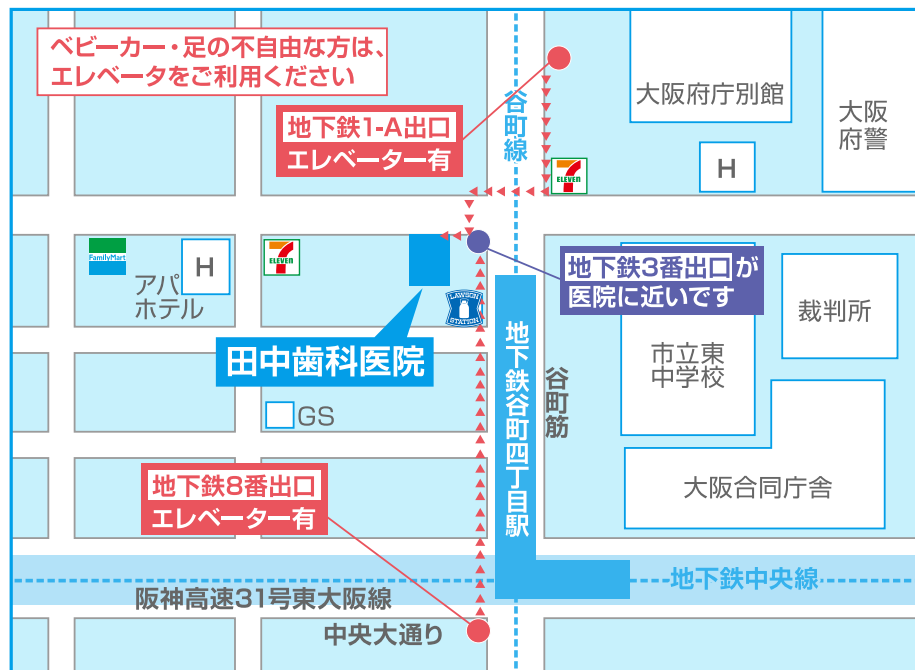 ベビーカー・足の不自由な方は、
エレベータをご利用ください
地下鉄1-A出口
エレベーター有
谷町線
大阪府庁別館
大阪
府警
H
ELEVEN
FamilyMart
アパ
ホテル
H
ELEVEN
LAWSON
STATION
地下鉄3番出口が
医院に近いです
裁判所
市立東
中学校
田中歯科医院
地下鉄谷町四丁目駅
谷町筋
GS
地下鉄8番出口
エレベーター有
大阪合同庁舎
地下鉄中央線
阪神高速31号東大阪線
中央大通り